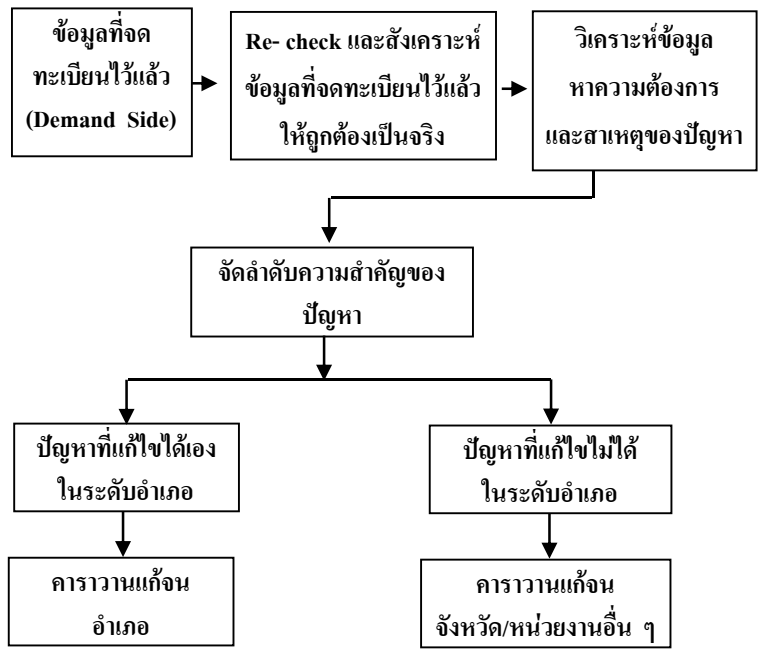 ข้อมูลที่จด
ทะเบียนไว้แล้ว
(Demand Side)
Re- check และสังเคราะห์
ข้อมูลที่จดทะเบียนไว้แล้ว
ให้ถูกต้องเป็นจริง
วิเคราะห์ข้อมูล
หาความต้องการ
และสาเหตุของปัญหา
จัดลำดับความสำคัญของ
ปัญหา
ปัญหาที่แก้ไขได้เอง
ในระดับอำเภอ
ปัญหาที่แก้ไขไม่ได้
ในระดับอำเภอ
คาราวานแก้จน
อำเภอ
คาราวานแก้จน
จังหวัด/หน่วยงานอื่น ๆ